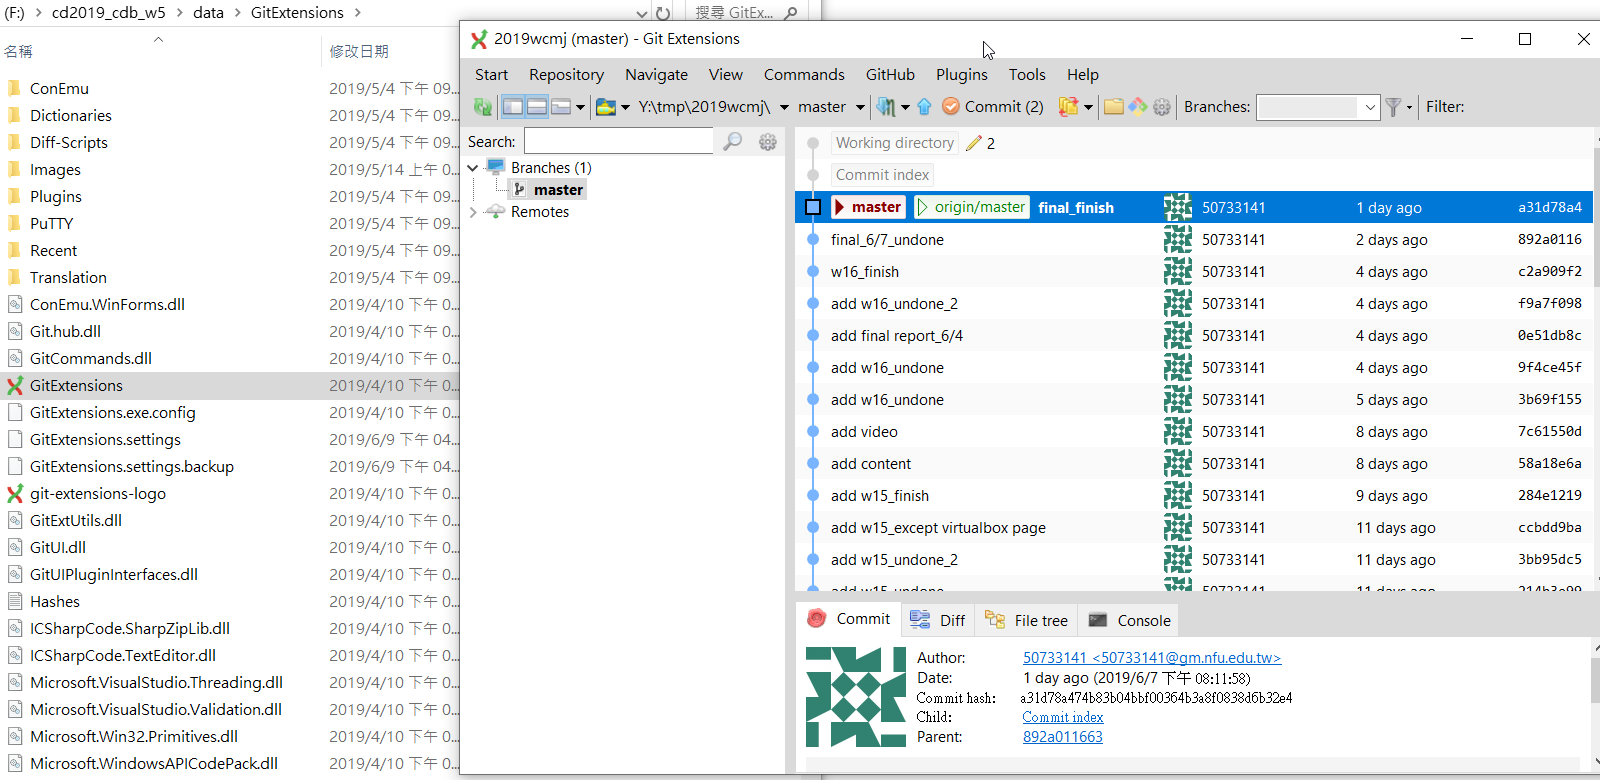 (F:) › cd2019_cdb_w5 › data › GitExtensions ›
搜尋 GitEx...
名稱 修改日期
ConEmu 2019/5/4 下午 09...
Dictionaries 2019/5/4 下午 09...
Diff-Scripts 2019/5/4 下午 09...
Images 2019/5/14 上午 0...
Plugins 2019/5/4 下午 09...
PuTTY 2019/5/4 下午 09...
Recent 2019/5/4 下午 09...
Translation 2019/5/4 下午 09...
ConEmu.WinForms.dll 2019/4/10 下午 0...
Git.hub.dll 2019/4/10 下午 0...
GitCommands.dll 2019/4/10 下午 0...
GitExtensions 2019/4/10 下午 0...
GitExtensions.exe.config 2019/4/10 下午 0...
GitExtensions.settings 2019/6/9 下午 04...
GitExtensions.settings.backup 2019/6/9 下午 04...
git-extensions-logo 2019/4/10 下午 0...
GitExtUtils.dll 2019/4/10 下午 0...
GitUI.dll 2019/4/10 下午 0...
GitUIPluginInterfaces.dll 2019/4/10 下午 0...
Hashes 2019/4/10 下午 0...
ICSharpCode.SharpZipLib.dll 2019/4/10 下午 0...
ICSharpCode.TextEditor.dll 2019/4/10 下午 0...
Microsoft.VisualStudio.Threading.dll 2019/4/10 下午 0...
Microsoft.VisualStudio.Validation.dll 2019/4/10 下午 0...
Microsoft.Win32.Primitives.dll 2019/4/10 下午 0...
Microsoft.WindowsAPICodePack.dll 2019/4/10 下午 0...
2019wcmj (master) - Git Extensions
Start Repository Navigate View Commands GitHub Plugins Tools Help
Y:\tmp\2019wcmj\ master Commit (2) Branches: Filter:
Search:
Branches (1)
master
Remotes
Working directory 2
Commit index
master origin/master final_finish 50733141 1 day ago a31d78a4
final_6/7_undone 50733141 2 days ago 892a0116
w16_finish 50733141 4 days ago c2a909f2
add w16_undone_2 50733141 4 days ago f9a7f098
add final report_6/4 50733141 4 days ago 0e51db8c
add w16_undone 50733141 4 days ago 9f4ce45f
add w16_undone 50733141 5 days ago 3b69f155
add video 50733141 8 days ago 7c61550d
add content 50733141 8 days ago 58a18e6a
add w15_finish 50733141 9 days ago 284e1219
add w15_except virtualbox page 50733141 11 days ago ccbdd9ba
add w15_undone_2 50733141 11 days ago 3bb95dc5
add w15_undone 50733141 11 days ago
Commit Diff File tree Console
Author: 50733141 <50733141@gm.nfu.edu.tw>
Date: 1 day ago (2019/6/7 下午 08:11:58)
Commit hash: a31d78a474b83b04bbf00364b3a8f0838d6b32e4
Child: Commit index
Parent: 892a011663